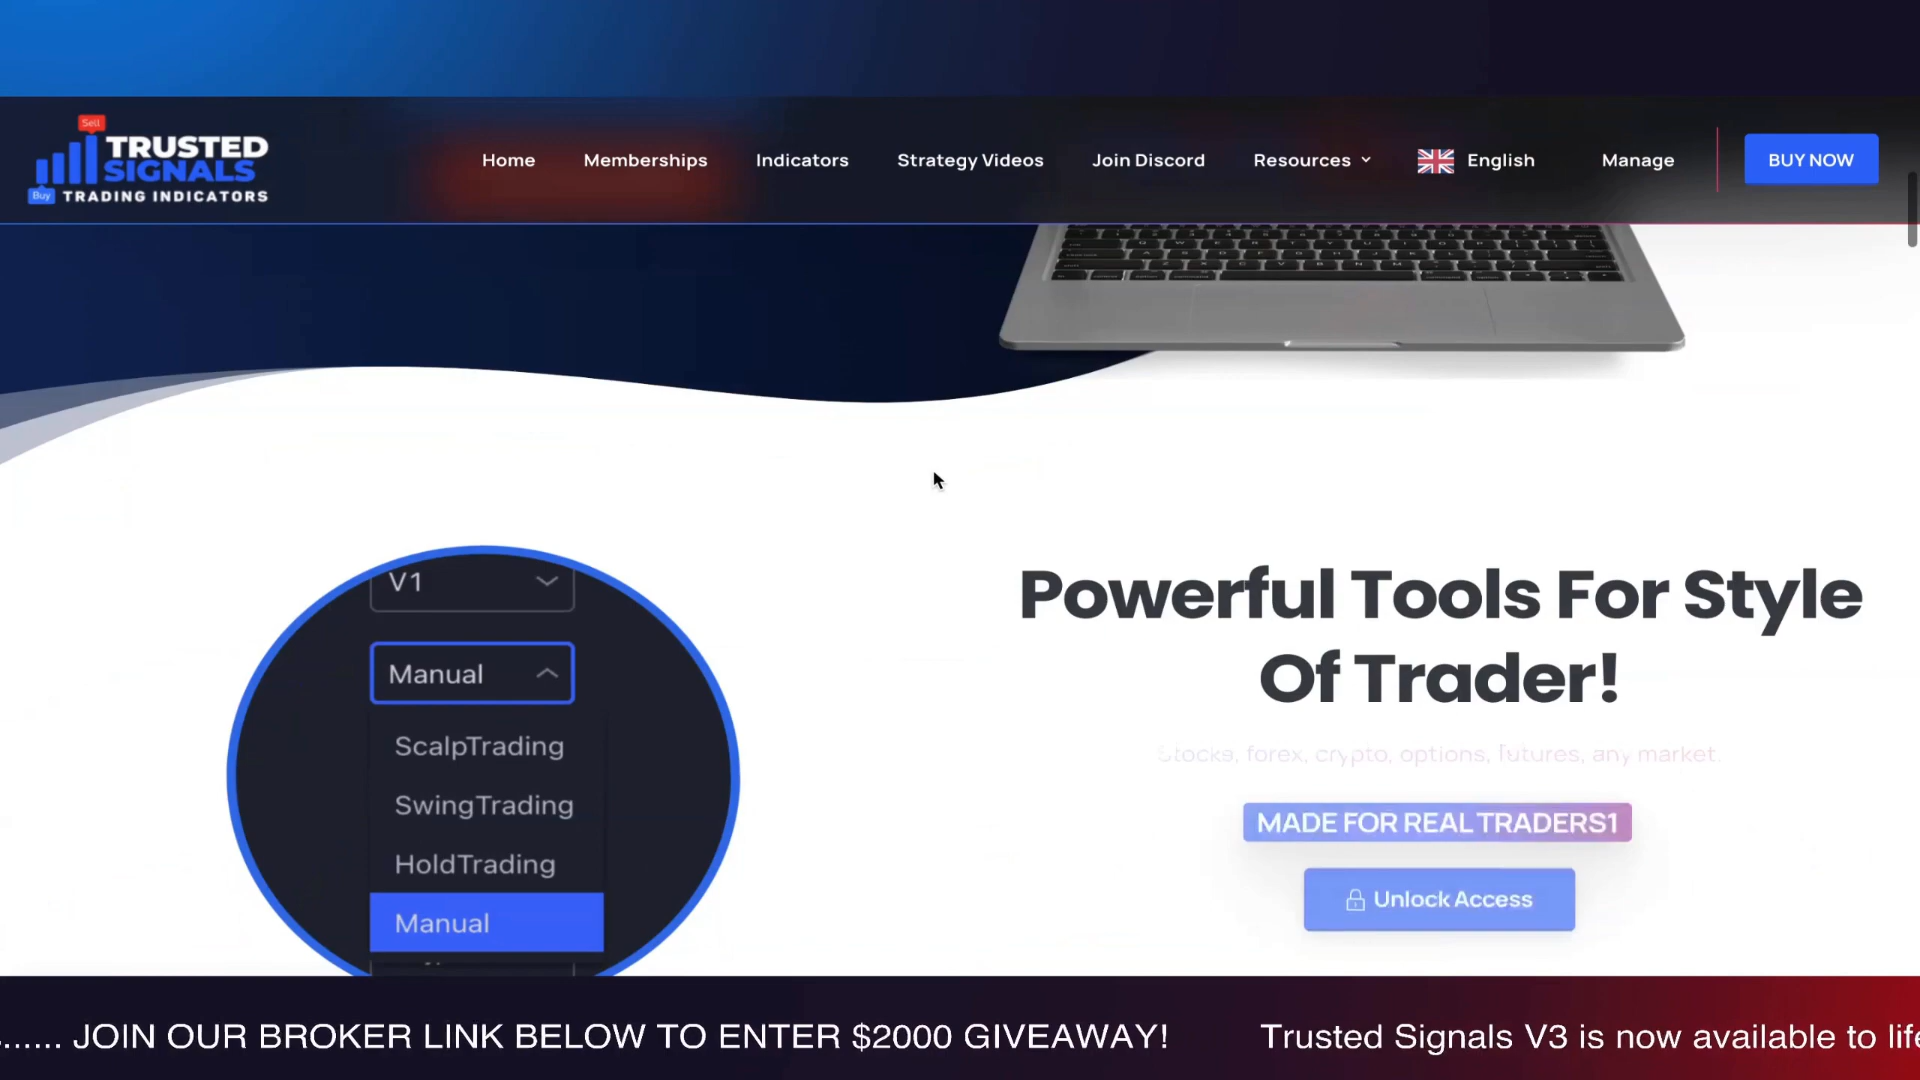 Sell
TRUSTED
SIGNALS
Buy TRADING INDICATORS
Home Memberships Indicators Strategy Videos Join Discord Resources English Manage BUY NOW
V1
Manual
ScalpTrading
SwingTrading
HoldTrading
Manual
Powerful Tools For Style
Of Trader!
Stocks, forex, crypto, options, futures, any market.
MADE FOR REAL TRADERS1
Unlock Access
...... JOIN OUR BROKER LINK BELOW TO ENTER $2000 GIVEAWAY! Trusted Signals V3 is now available to life